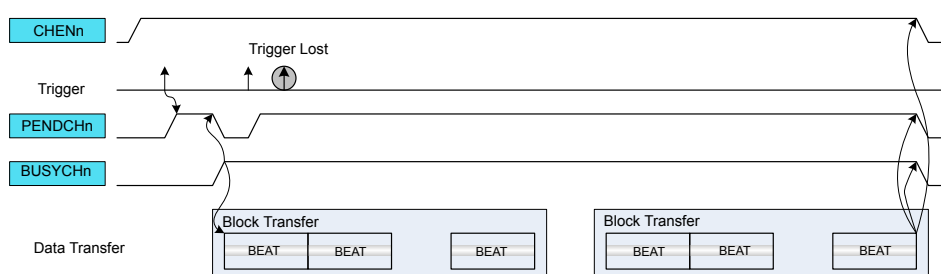 CHENn
Trigger Lost
Trigger
PENDCHn
BUSYCHn
Block Transfer
Block Transfer
Data Transfer
BEAT
BEAT
BEAT
BEAT
BEAT
BEAT